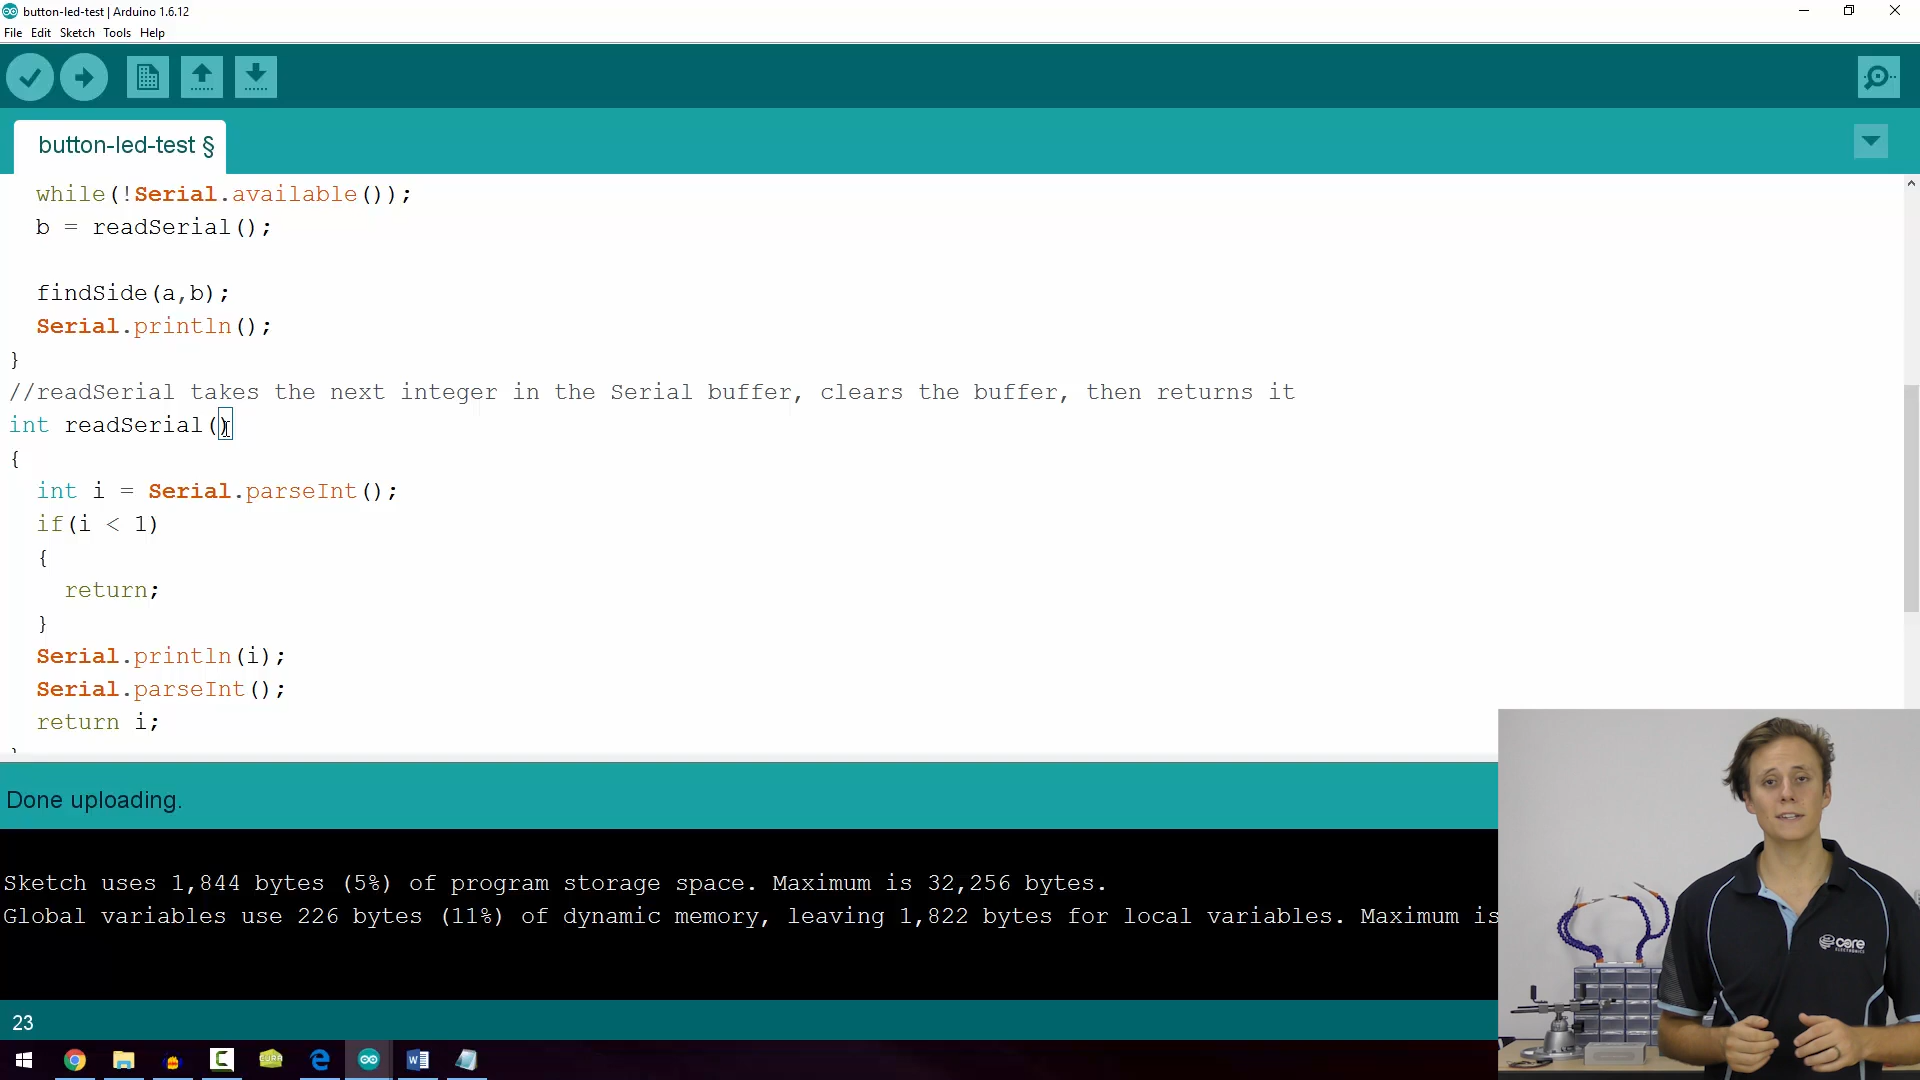 button-led-test | Arduino 1.6.12
File Edit Sketch Tools Help
button-led-test §
while(!Serial.available());
b = readSerial();
findSide(a,b);
Serial.println();
}
//readSerial takes the next integer in the Serial buffer, clears the buffer, then returns it
int readSerial()
{
int i = Serial.parseInt();
if(i < 1)
{
return;
}
Serial.println(i);
Serial.parseInt();
return i;
Done uploading.
Sketch uses 1,844 bytes (5%) of program storage space. Maximum is 32,256 bytes.
Global variables use 226 bytes (11%) of dynamic memory, leaving 1,822 bytes for local variables. Maximum is
core
ELECTRONICS
23
CURA